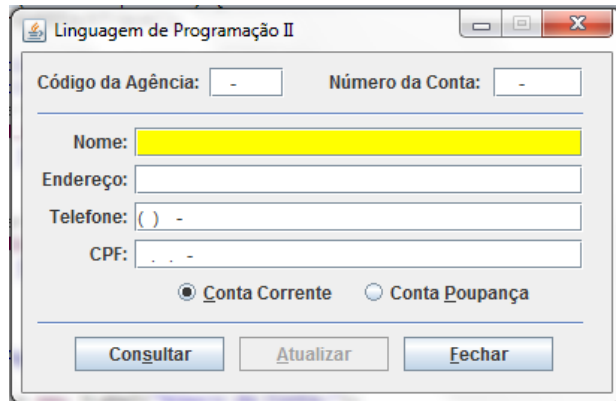 Linguagem de Programação II
Código da Agência: - Número da Conta: -
Nome:
Endereço:
Telefone: ( ) -
CPF: . . -
Conta Corrente Conta Poupança
Consultar Atualizar Fechar